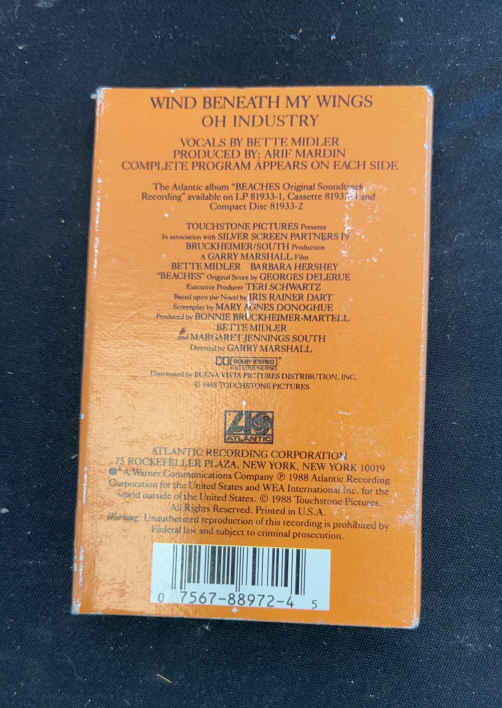 WIND BENEATH MY WINGS
OH INDUSTRY
VOCALS BY BETTE MIDLER
PRODUCED BY: ARIF MARDIN
COMPLETE PROGRAM APPEARS ON EACH SIDE
The Atlantic album "BEACHES Original Soundtrack
Recording" available on LP 81933-1, Cassette 81933-4 and
Compact Disc 81933-2
TOUCHSTONE PICTURES Presents
In association with SILVER SCREEN PARTNERS IV
BRUCKHEIMER/SOUTH Production
A GARRY MARSHALL Film
BETTE MIDLER BARBARA HERSHEY
"BEACHES" Original Score by GEORGES DELERUE
Executive Producer TERI SCHWARTZ
Based upon the Novel by IRIS RAINER DART
Screenplay by MARY AGNES DONOGHUE
Produced by BONNIE BRUCKHEIMER-MARTELL
BETTE MIDLER
and MARGARET JENNINGS SOUTH
Directed by GARRY MARSHALL
DOLBY STEREO
Distributed by BUENA VISTA PICTURES DISTRIBUTION, INC.
© 1988 TOUCHSTONE PICTURES
ATLANTIC
ATLANTIC RECORDING CORPORATION
75 ROCKEFELLER PLAZA, NEW YORK, NEW YORK 10019
A Warner Communications Company ℗ 1988 Atlantic Recording
Corporation for the United States and WEA International Inc. for the
world outside of the United States. © 1988 Touchstone Pictures.
All Rights Reserved. Printed in U.S.A.
Warning: Unauthorized reproduction of this recording is prohibited by
Federal law and subject to criminal prosecution.
0 7567-88972-4 5